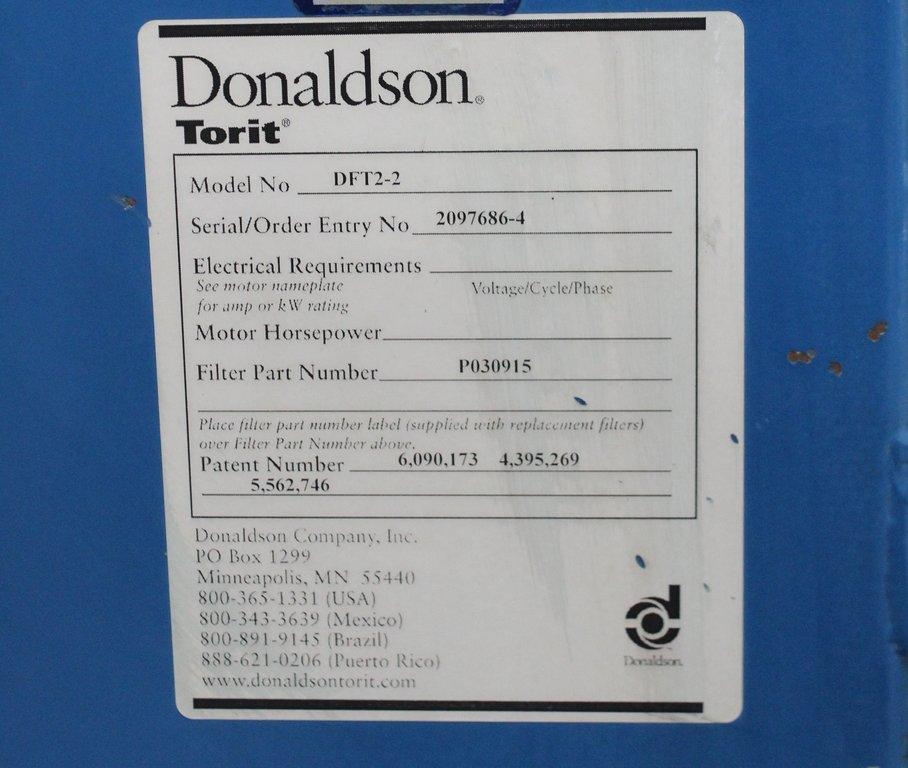 Donaldson®
Torit®
Model No DFT2-2
Serial/Order Entry No 2097686-4
Electrical Requirements
See motor nameplate Voltage/Cycle/Phase
for amp or kW rating
Motor Horsepower
Filter Part Number P030915
Place filter part number label (supplied with replacement filters)
over Filter Part Number above.
Patent Number 6,090,173 4,395,269
5,562,746
Donaldson Company, Inc.
PO Box 1299
Minneapolis, MN 55440
800-365-1331 (USA)
800-343-3639 (Mexico)
800-891-9145 (Brazil)
888-621-0206 (Puerto Rico)
www.donaldsontorit.com
Donaldson.